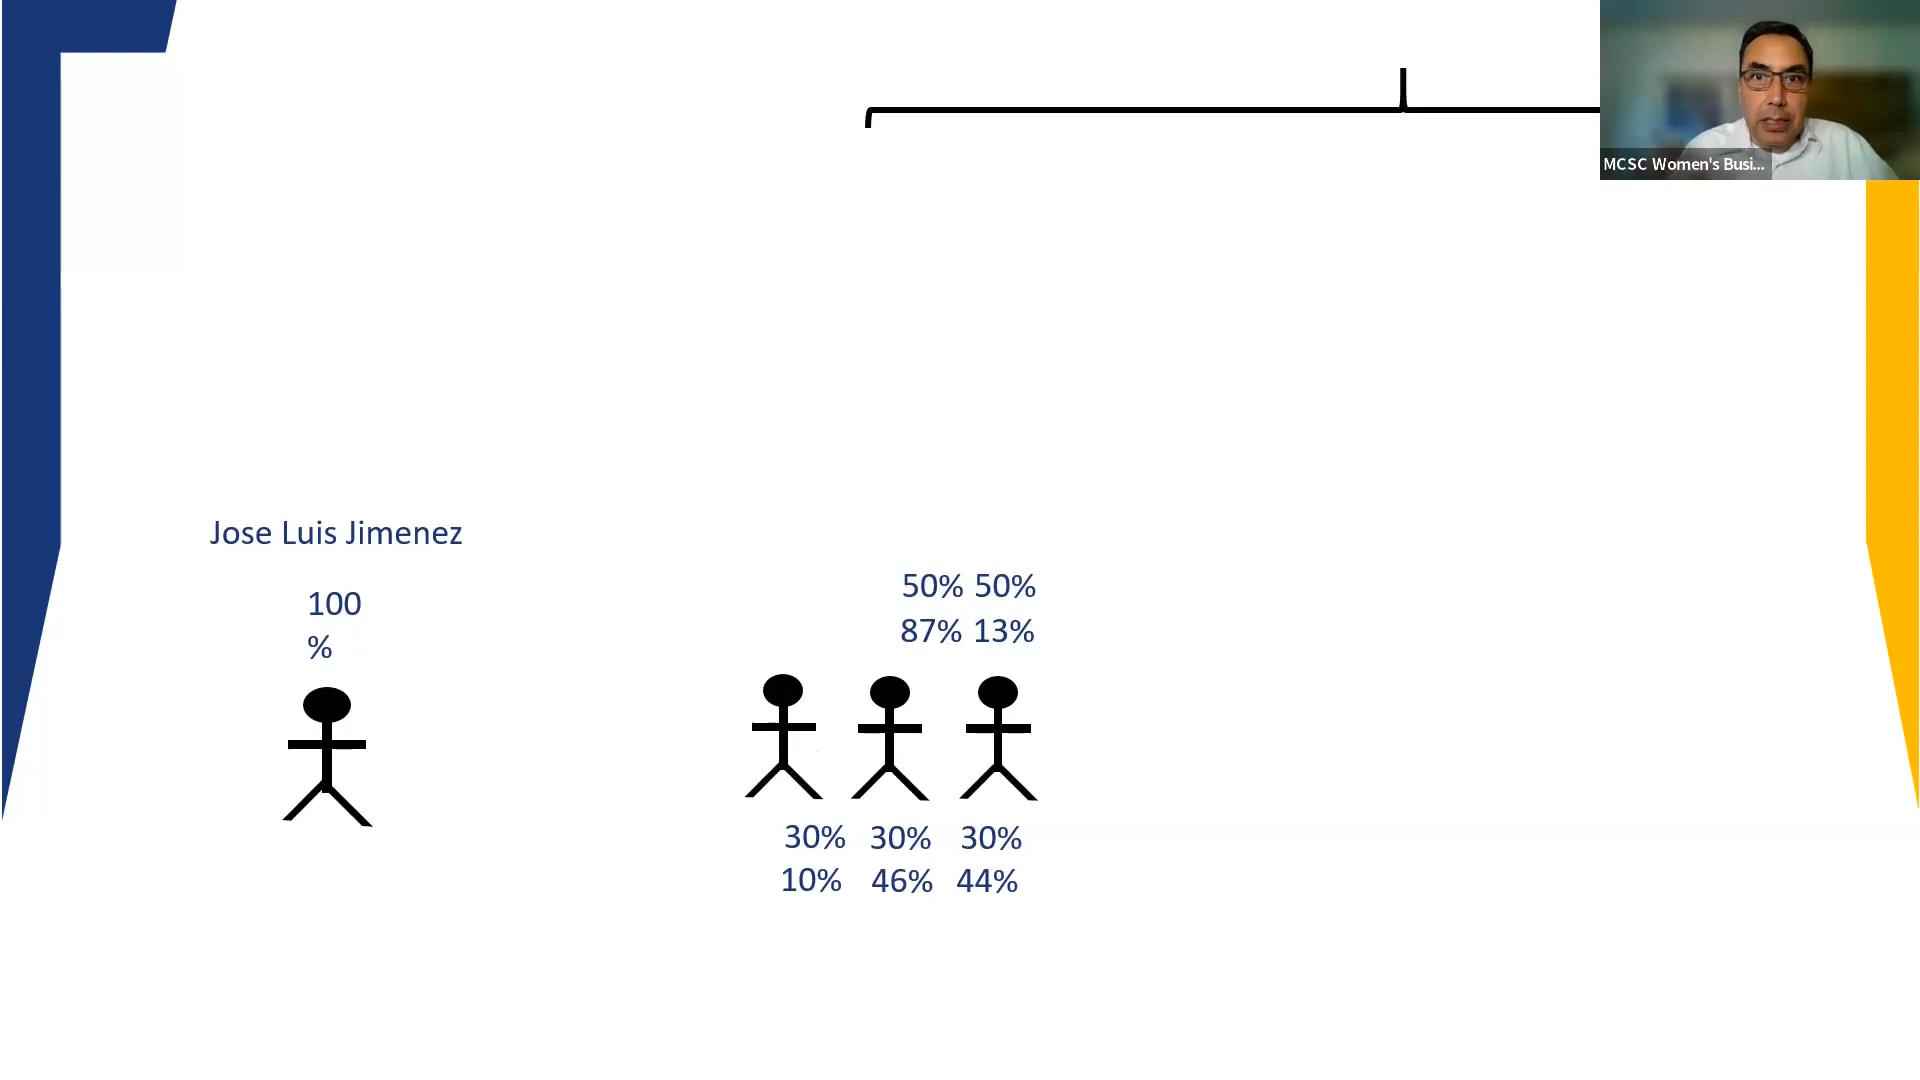 MCSC Women's Busi...
Jose Luis Jimenez
100
%
50% 50%
87% 13%
30% 30% 30%
10% 46% 44%